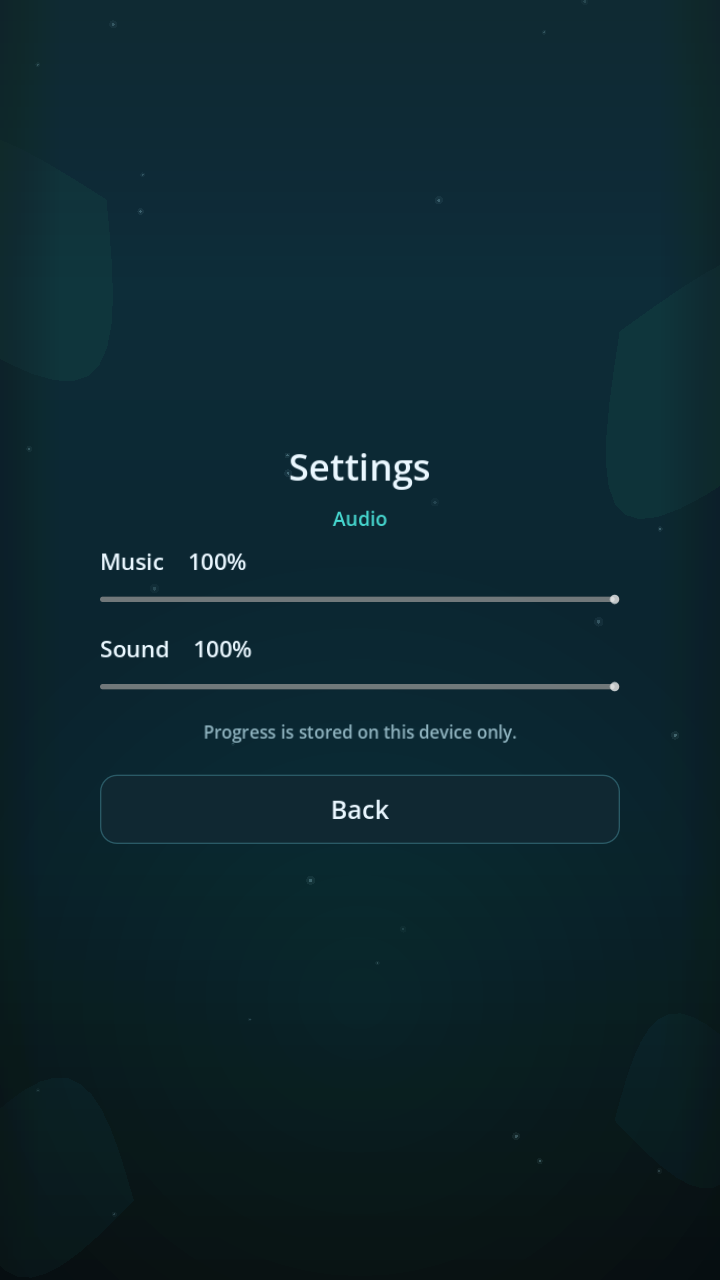 Settings
Audio
Music 100%
Sound 100%
Progress is stored on this device only.
Back